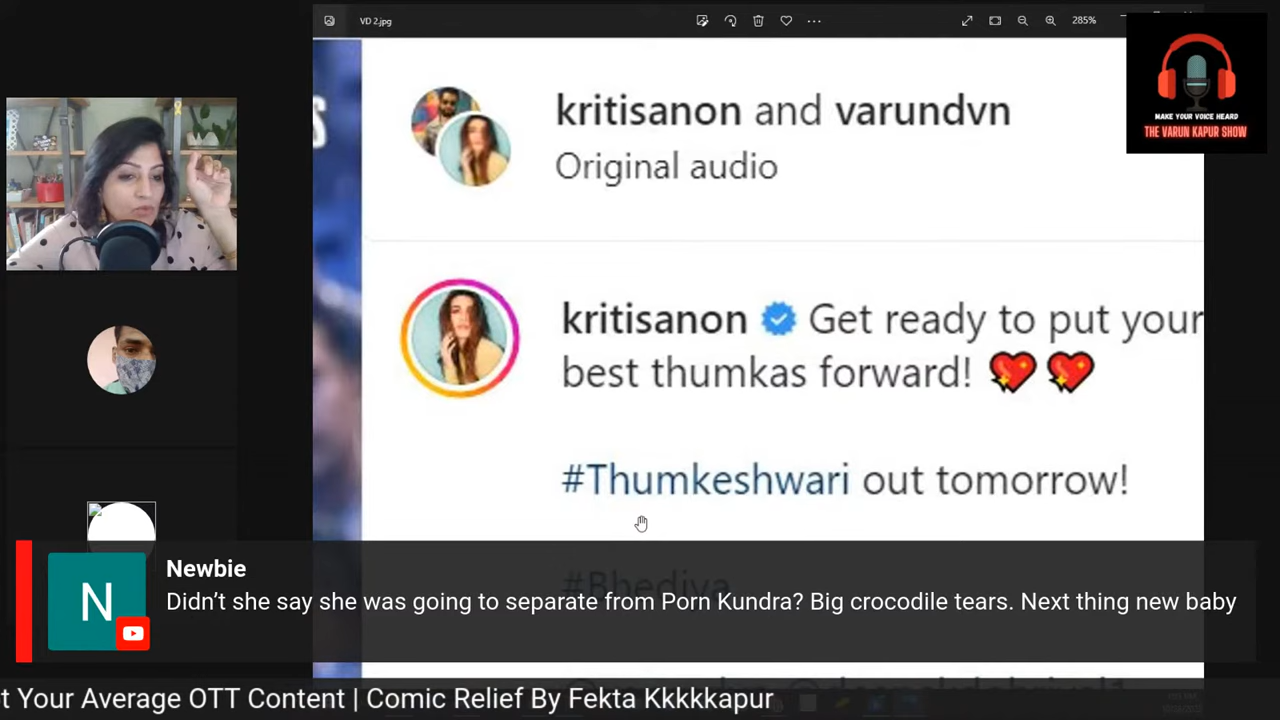 VD 2.jpg
285%
MAKE YOUR VOICE HEARD
THE VARUN KAPUR SHOW
kritisanon and varundvn
Original audio
kritisanon Get ready to put your
best thumkas forward! 💖 💖
#Thumkeshwari out tomorrow!
#Bhediya
N
Newbie
Didn’t she say she was going to separate from Porn Kundra? Big crocodile tears. Next thing new baby
t Your Average OTT Content | Comic Relief By Fekta Kkkkkapur